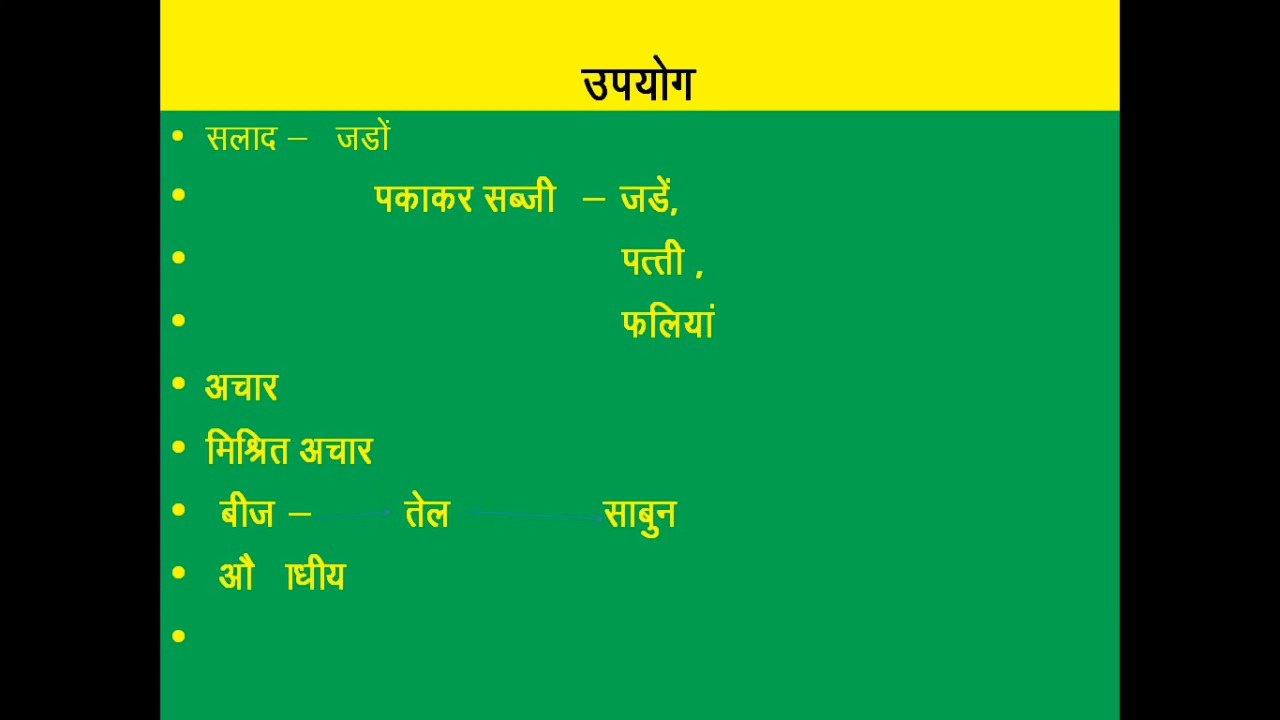 उपयोग
• सलाद – जडों
• पकाकर सब्जी – जडें,
• पत्ती ,
• फलियां
• अचार
• मिश्रित अचार
• बीज – तेल साबुन
• औ ाधीय
•